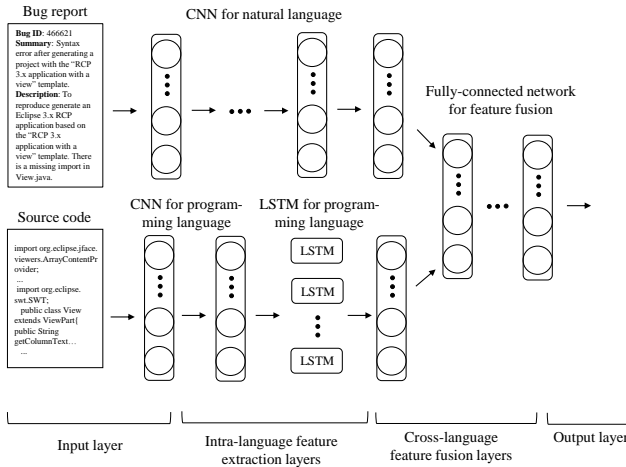 Bug report
CNN for natural language
Bug ID: 466621
Summary: Syntax
error after generating a
project with the “RCP
3.x application with a
view” template.
Description: To
reproduce generate an
Eclipse 3.x RCP
application based on
the “RCP 3.x
application with a
view” template. There
is a missing import in
View.java.
Fully-connected network
for feature fusion
Source code
CNN for program-
ming language
LSTM for program-
ming language
import org.eclipse.jface.
viewers.ArrayContentPr
ovider;
...
import org.eclipse.
swt.SWT;
public class View
extends ViewPart{
public String
getColumnText…
...
LSTM
LSTM
LSTM
Input layer
Intra-language feature
extraction layers
Cross-language
feature fusion layers
Output layer